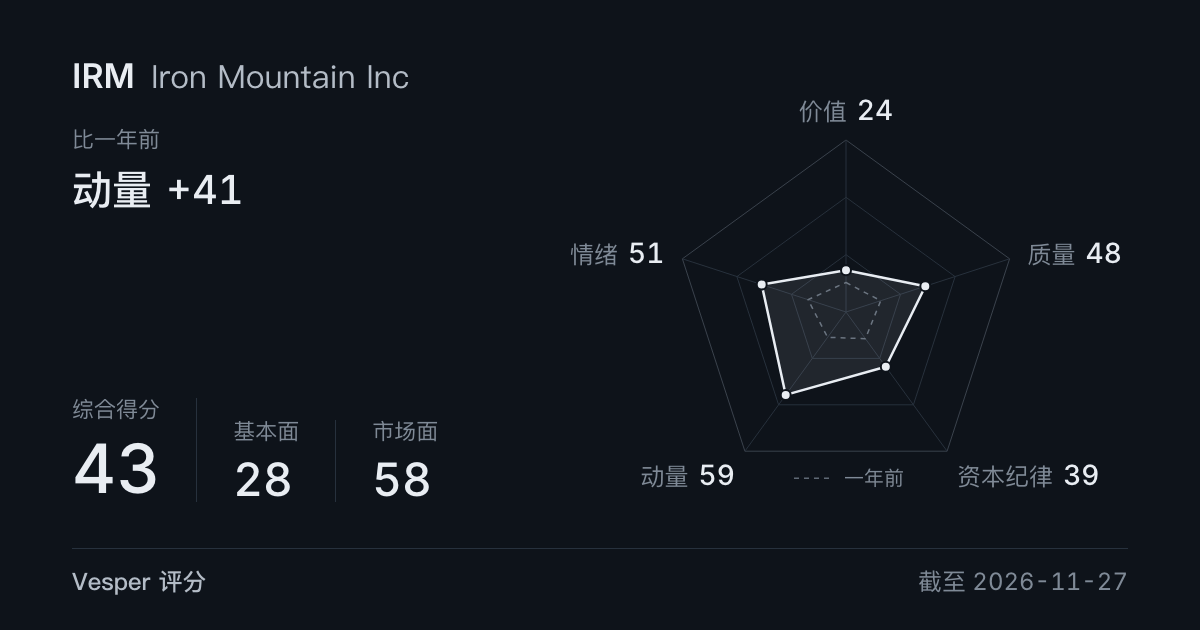 IRM Iron Mountain Inc
比一年前
动量 +41
价值 24
情绪 51
质量 48
动量 59
---- 一年前
资本纪律 39
综合得分
43
基本面
28
市场面
58
Vesper 评分
截至 2026-11-27